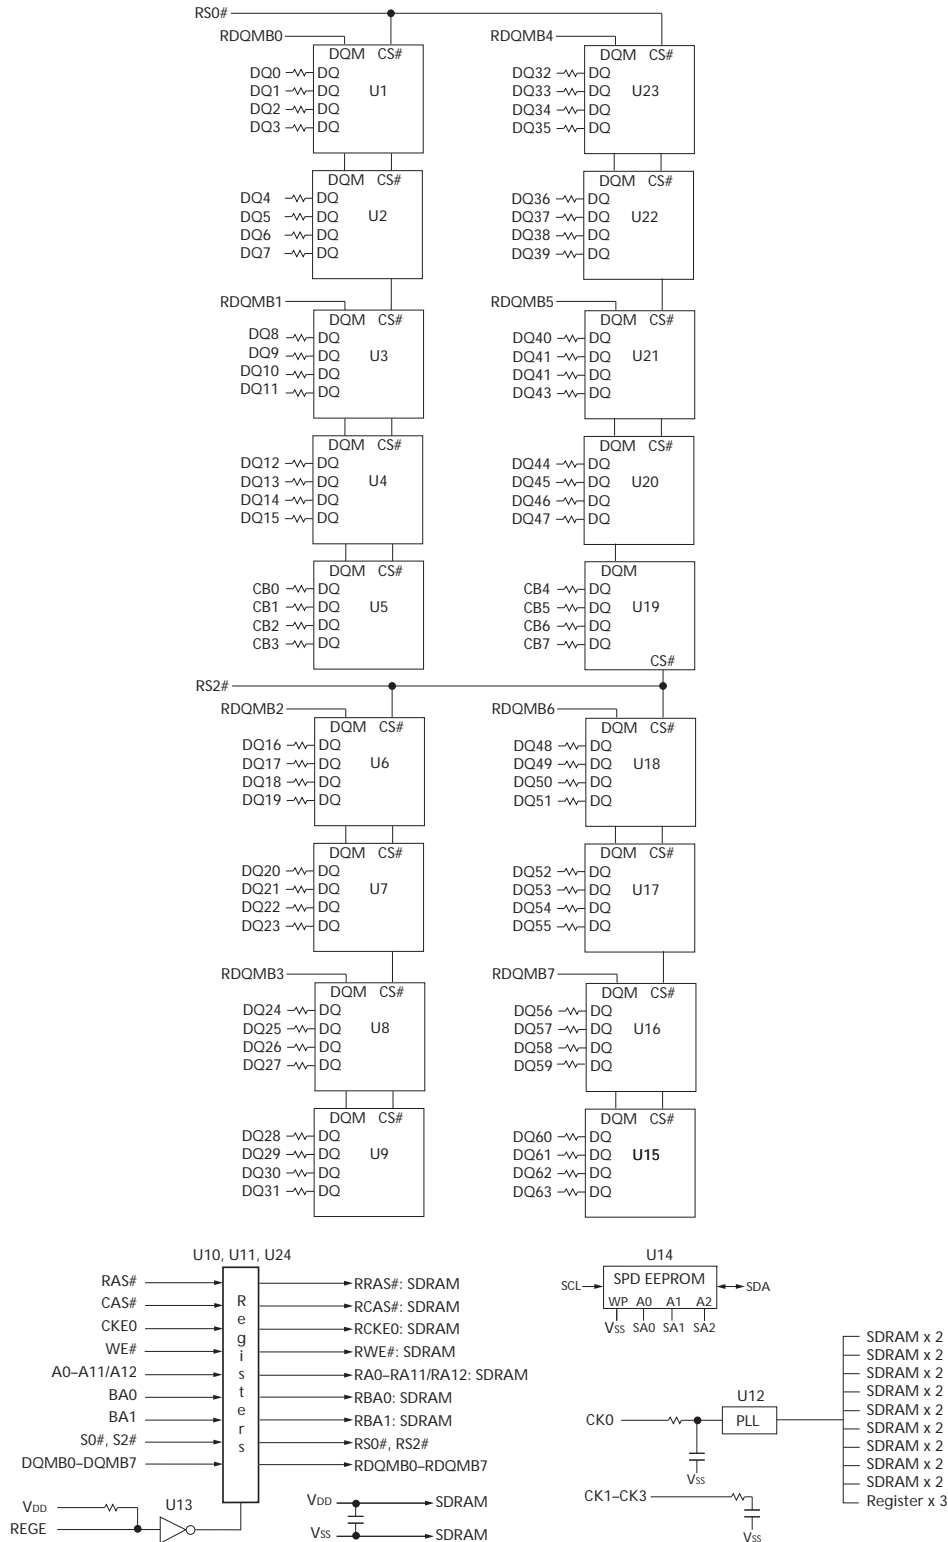 RS0#
RDQMB0
DQM CS#
DQ0 DQ
DQ1 DQ
DQ2 DQ
DQ3 DQ
U1
DQM CS#
DQ4 DQ
DQ5 DQ
DQ6 DQ
DQ7 DQ
U2
RDQMB1
DQM CS#
DQ8 DQ
DQ9 DQ
DQ10 DQ
DQ11 DQ
U3
DQM CS#
DQ12 DQ
DQ13 DQ
DQ14 DQ
DQ15 DQ
U4
DQM CS#
CB0 DQ
CB1 DQ
CB2 DQ
CB3 DQ
U5
RDQMB4
DQM CS#
DQ32 DQ
DQ33 DQ
DQ34 DQ
DQ35 DQ
U23
DQM CS#
DQ36 DQ
DQ37 DQ
DQ38 DQ
DQ39 DQ
U22
RDQMB5
DQM CS#
DQ40 DQ
DQ41 DQ
DQ41 DQ
DQ43 DQ
U21
DQM CS#
DQ44 DQ
DQ45 DQ
DQ46 DQ
DQ47 DQ
U20
DQM
CB4 DQ
CB5 DQ
CB6 DQ
CB7 DQ
U19
CS#
RS2#
RDQMB2
DQM CS#
DQ16 DQ
DQ17 DQ
DQ18 DQ
DQ19 DQ
U6
DQM CS#
DQ20 DQ
DQ21 DQ
DQ22 DQ
DQ23 DQ
U7
RDQMB3
DQM CS#
DQ24 DQ
DQ25 DQ
DQ26 DQ
DQ27 DQ
U8
DQM CS#
DQ28 DQ
DQ29 DQ
DQ30 DQ
DQ31 DQ
U9
RDQMB6
DQM CS#
DQ48 DQ
DQ49 DQ
DQ50 DQ
DQ51 DQ
U18
DQM CS#
DQ52 DQ
DQ53 DQ
DQ54 DQ
DQ55 DQ
U17
RDQMB7
DQM CS#
DQ56 DQ
DQ57 DQ
DQ58 DQ
DQ59 DQ
U16
DQM CS#
DQ60 DQ
DQ61 DQ
DQ62 DQ
DQ63 DQ
U15
U10, U11, U24
Registers
RAS#
CAS#
CKE0
WE#
A0–A11/A12
BA0
BA1
S0#, S2#
DQMB0–DQMB7
RRAS#: SDRAM
RCAS#: SDRAM
RCKE0: SDRAM
RWE#: SDRAM
RA0–RA11/RA12: SDRAM
RBA0: SDRAM
RBA1: SDRAM
RS0#, RS2#
RDQMB0–RDQMB7
VDD
REGE
U13
VDD SDRAM
VSS SDRAM
U14
SPD EEPROM
SCL
SDA
WP A0 A1 A2
VSS SA0 SA1 SA2
CK0
U12
PLL
VSS
CK1–CK3
VSS
SDRAM x 2
SDRAM x 2
SDRAM x 2
SDRAM x 2
SDRAM x 2
SDRAM x 2
SDRAM x 2
SDRAM x 2
SDRAM x 2
Register x 3